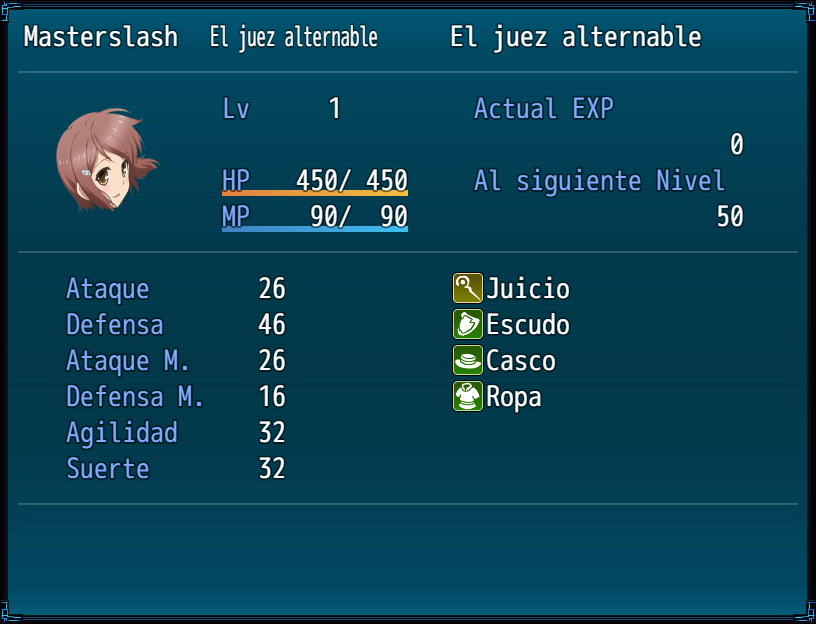 Masterslash El juez alternable El juez alternable
Lv 1 Actual EXP
0
HP 450/ 450 Al siguiente Nivel
MP 90/ 90 50
Ataque 26 Juicio
Defensa 46 Escudo
Ataque M. 26 Casco
Defensa M. 16 Ropa
Agilidad 32
Suerte 32